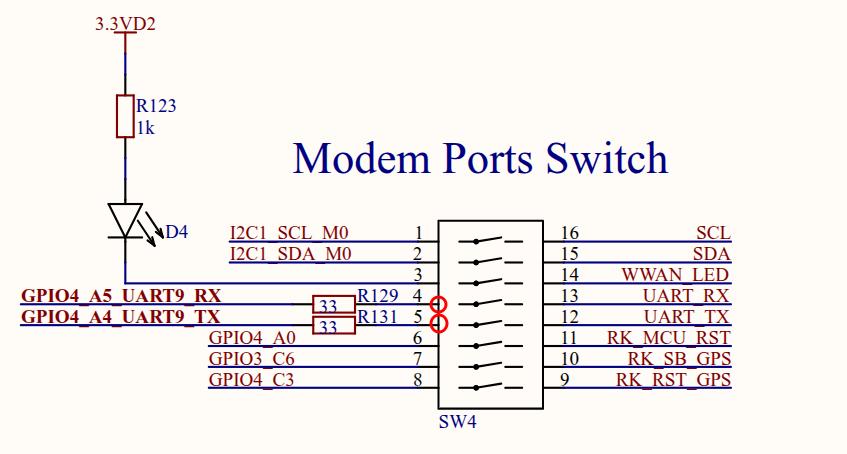 3.3VD2
R123
1k
Modem Ports Switch
D4
I2C1_SCL_M0 1 16 SCL
I2C1_SDA_M0 2 15 SDA
3 14 WWAN_LED
GPIO4_A5_UART9_RX 33 R129 4 13 UART_RX
GPIO4_A4_UART9_TX 33 R131 5 12 UART_TX
GPIO4_A0 6 11 RK_MCU_RST
GPIO3_C6 7 10 RK_SB_GPS
GPIO4_C3 8 9 RK_RST_GPS
SW4